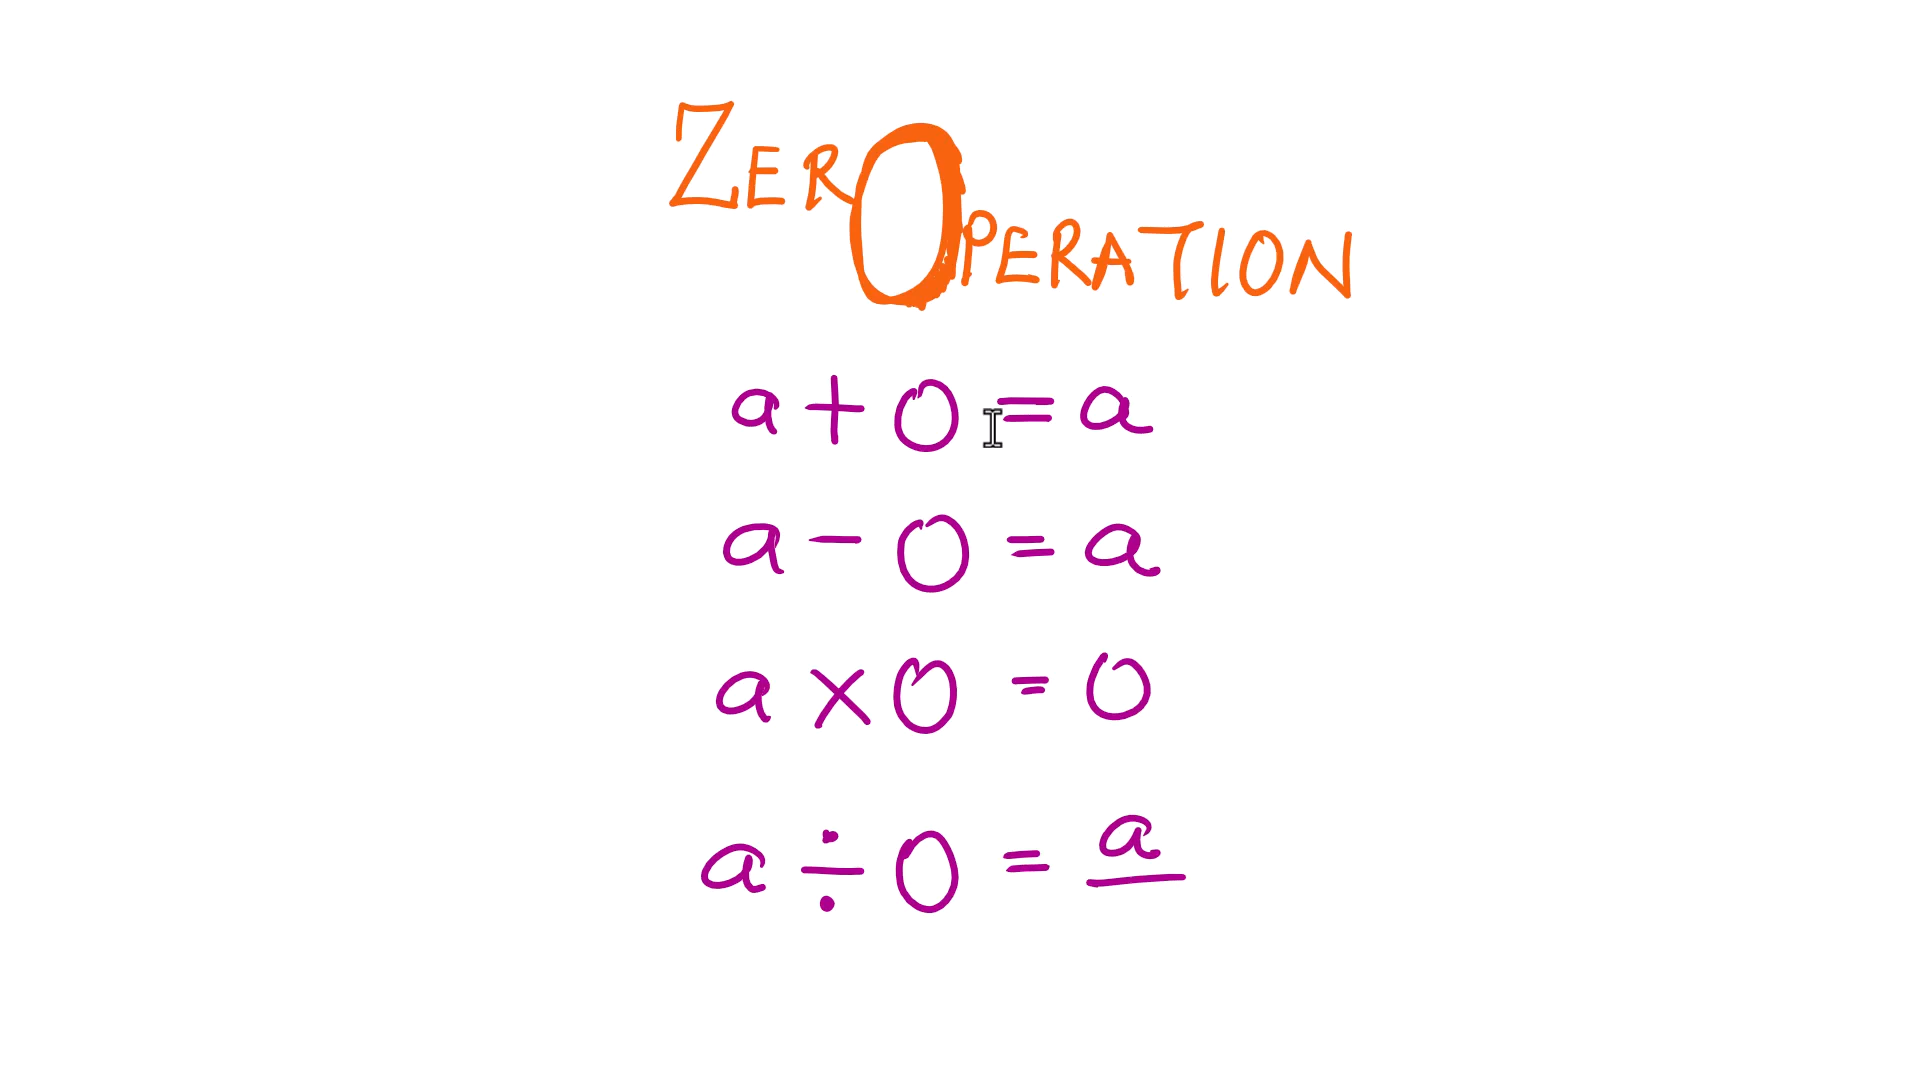 ZERO OPERATION
a + 0 = a
a - 0 = a
a × 0 = 0
a ÷ 0 = a